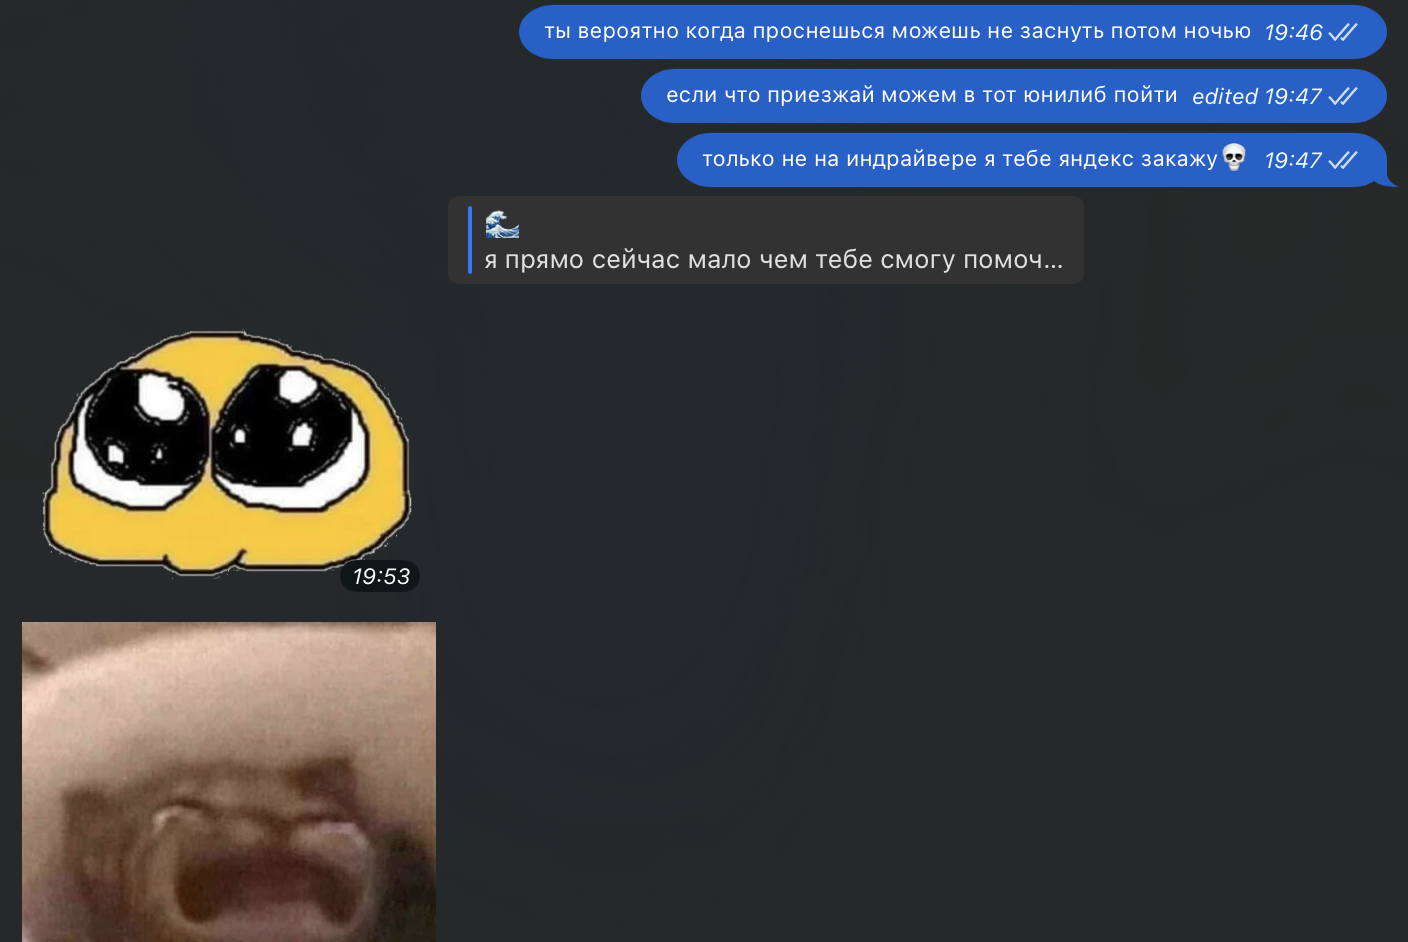 ты вероятно когда проснешься можешь не заснуть потом ночью 19:46
если что приезжай можем в тот юнилиб пойти edited 19:47
только не на индрайвере я тебе яндекс закажу💀 19:47
🌊
я прямо сейчас мало чем тебе смогу помоч...
19:53